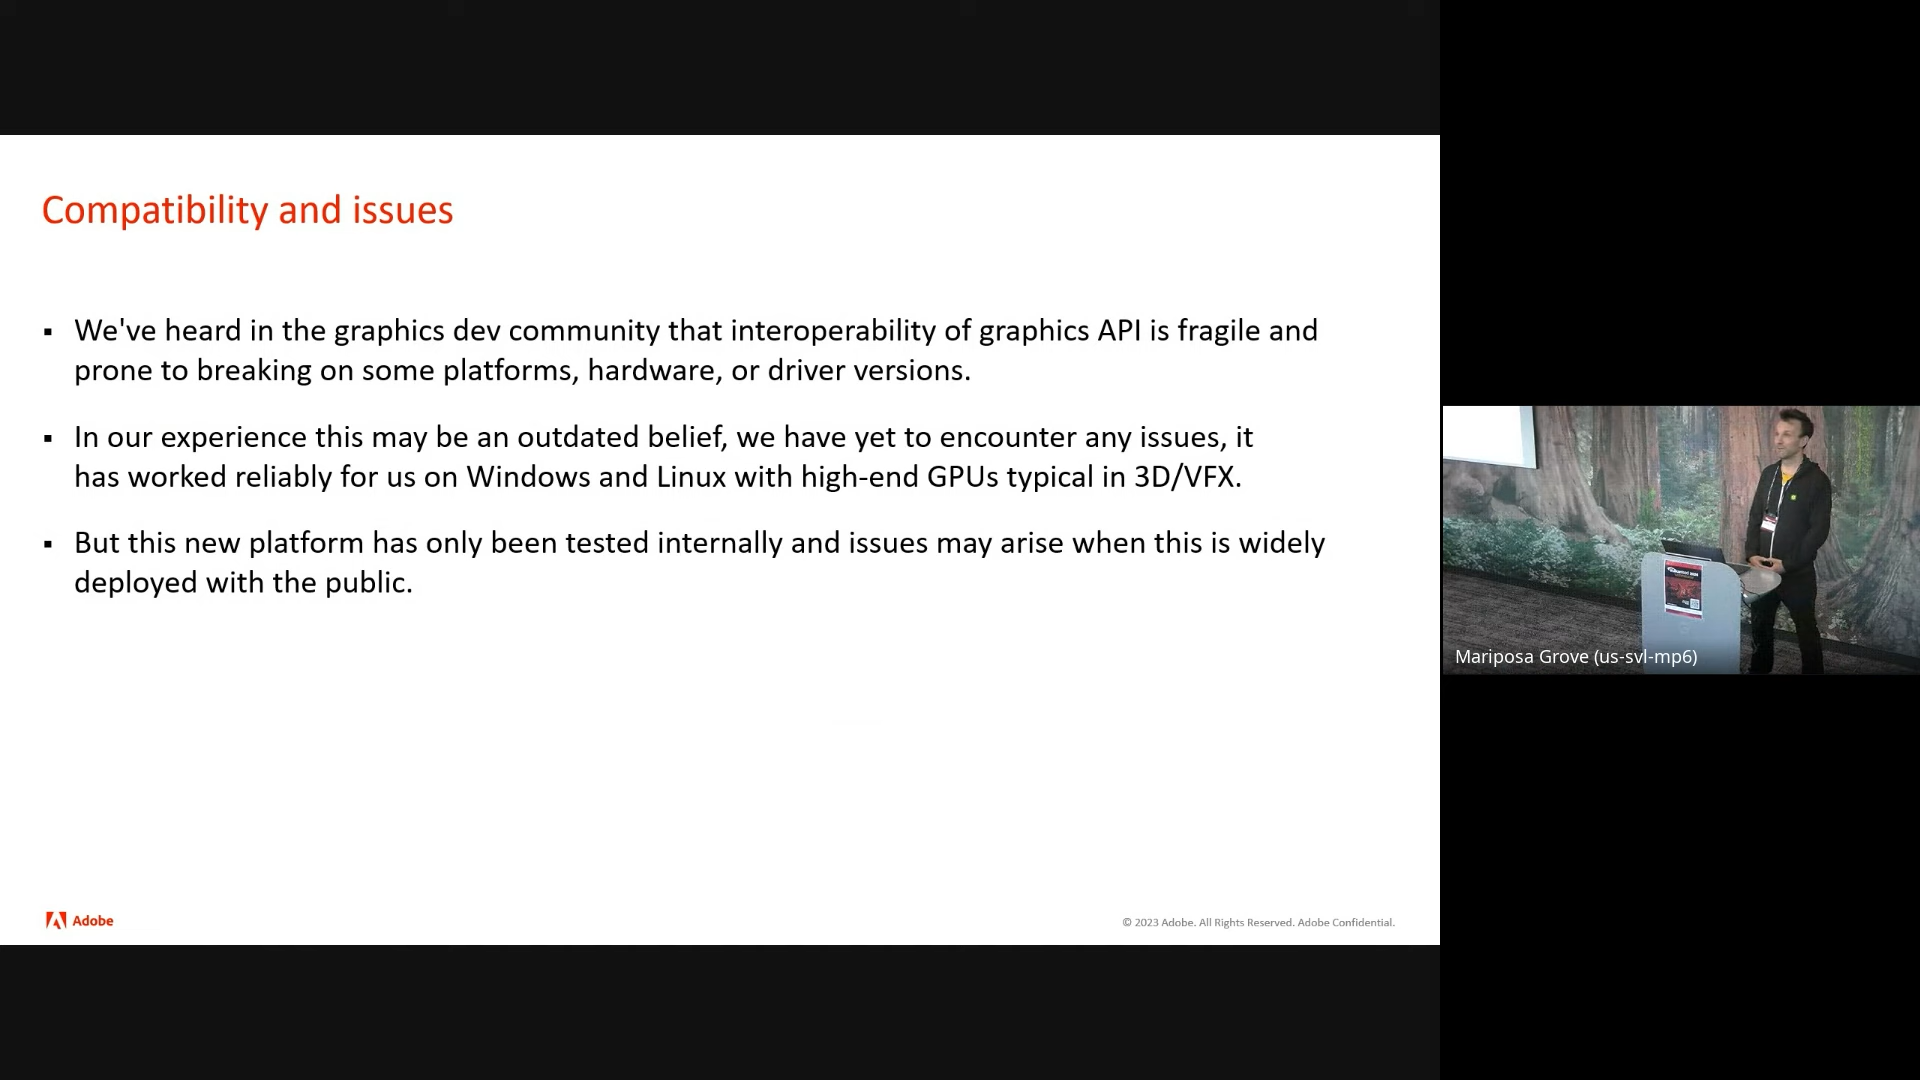 Compatibility and issues
▪ We've heard in the graphics dev community that interoperability of graphics API is fragile and
prone to breaking on some platforms, hardware, or driver versions.
▪ In our experience this may be an outdated belief, we have yet to encounter any issues, it
has worked reliably for us on Windows and Linux with high-end GPUs typical in 3D/VFX.
▪ But this new platform has only been tested internally and issues may arise when this is widely
deployed with the public.
Adobe
© 2023 Adobe. All Rights Reserved. Adobe Confidential.
Mariposa Grove (us-svl-mp6)